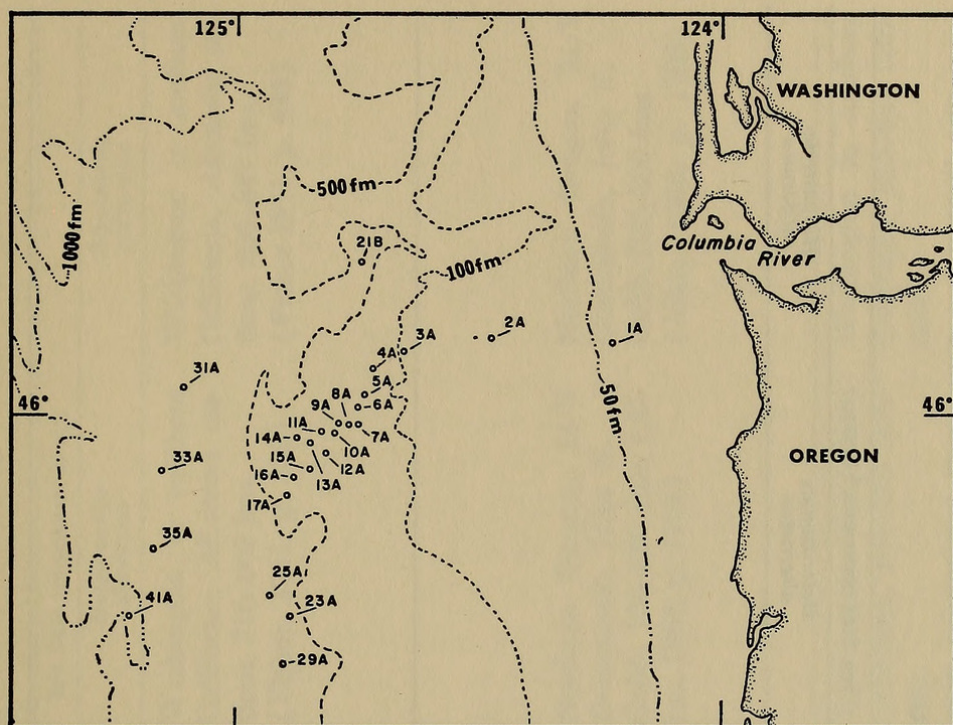 125°
124°
WASHINGTON
500 fm
1000 fm
Columbia
River
21B
100 fm
1A
2A
3A
4A
31A
5A
8A
6A
46°
46°
50 fm
9A
11A
7A
14A
10A
OREGON
33A
15A
12A
16A
13A
17A
35A
25A
41A
23A
29A